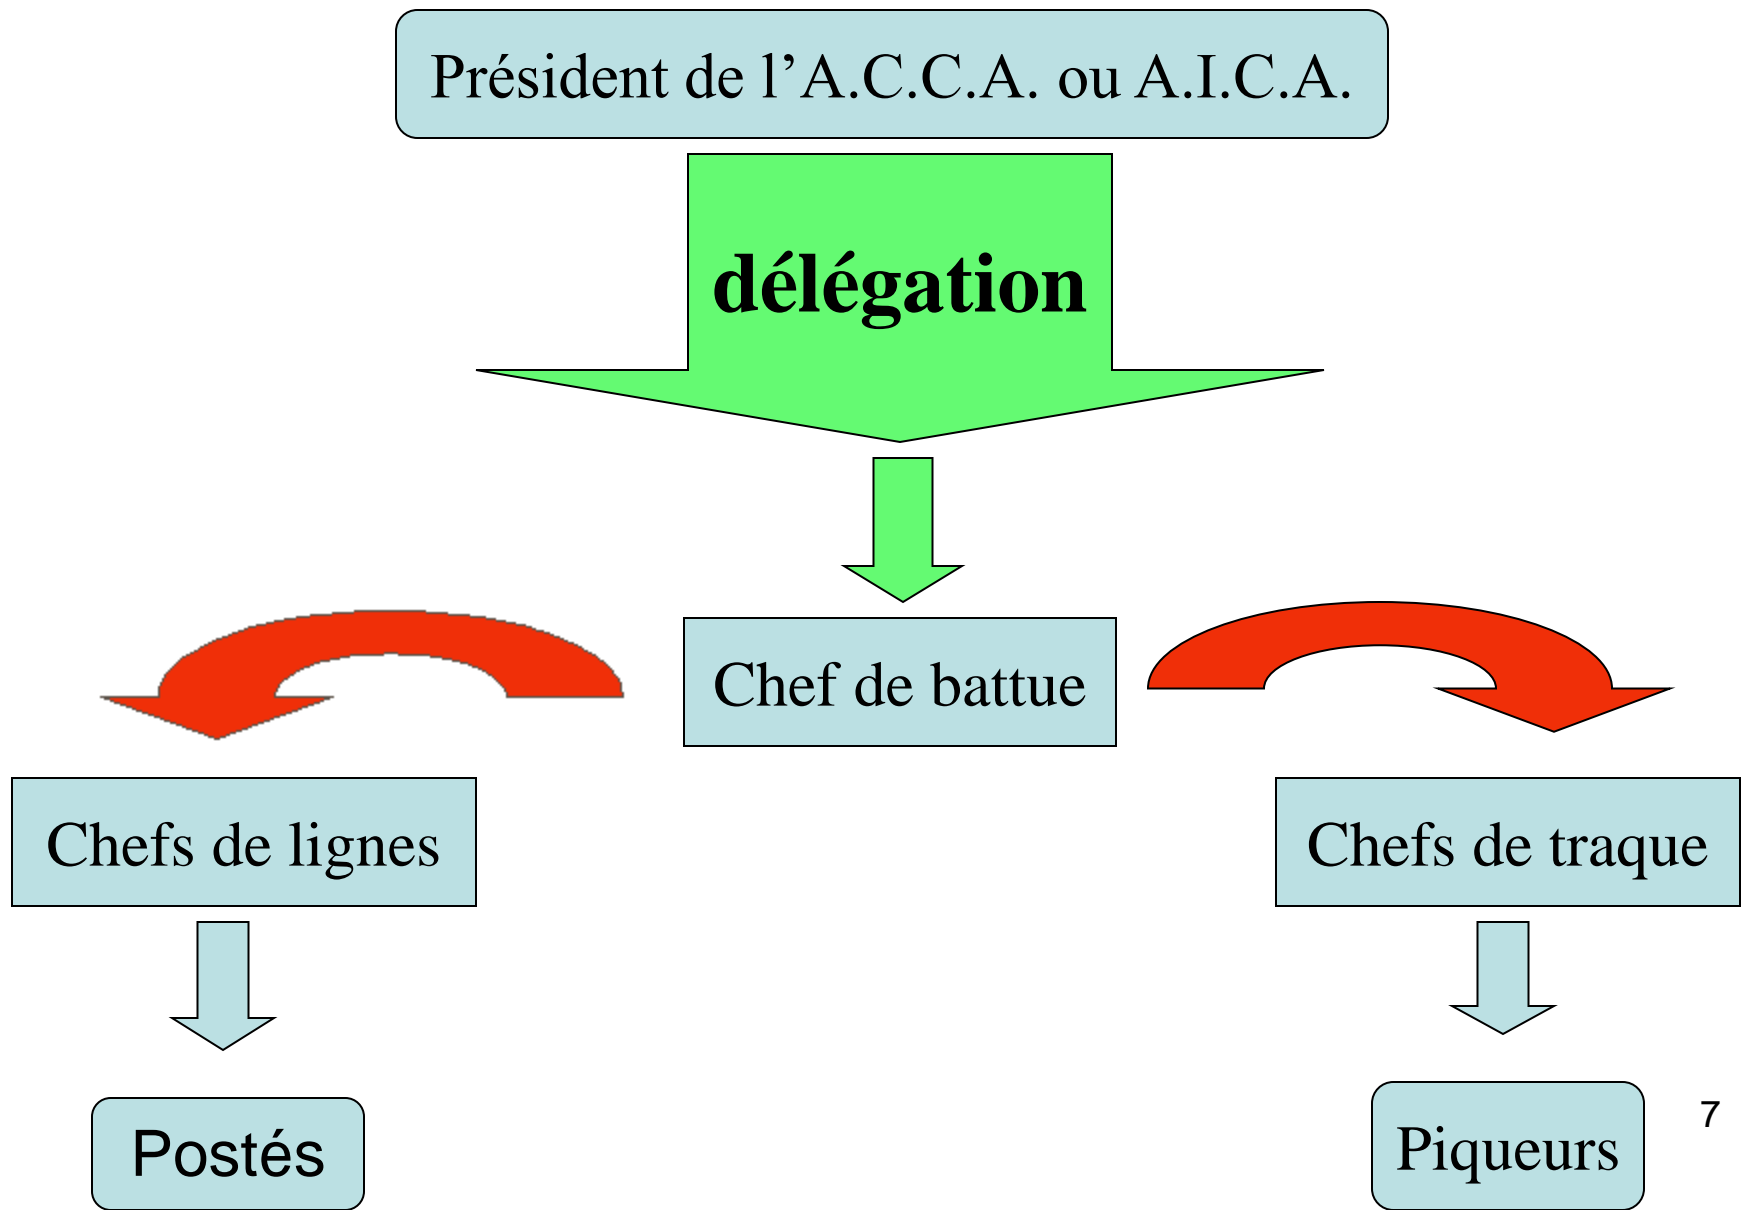 Président de l’A.C.C.A. ou A.I.C.A.
délégation
Chef de battue
Chefs de lignes
Chefs de traque
Postés
Piqueurs
7